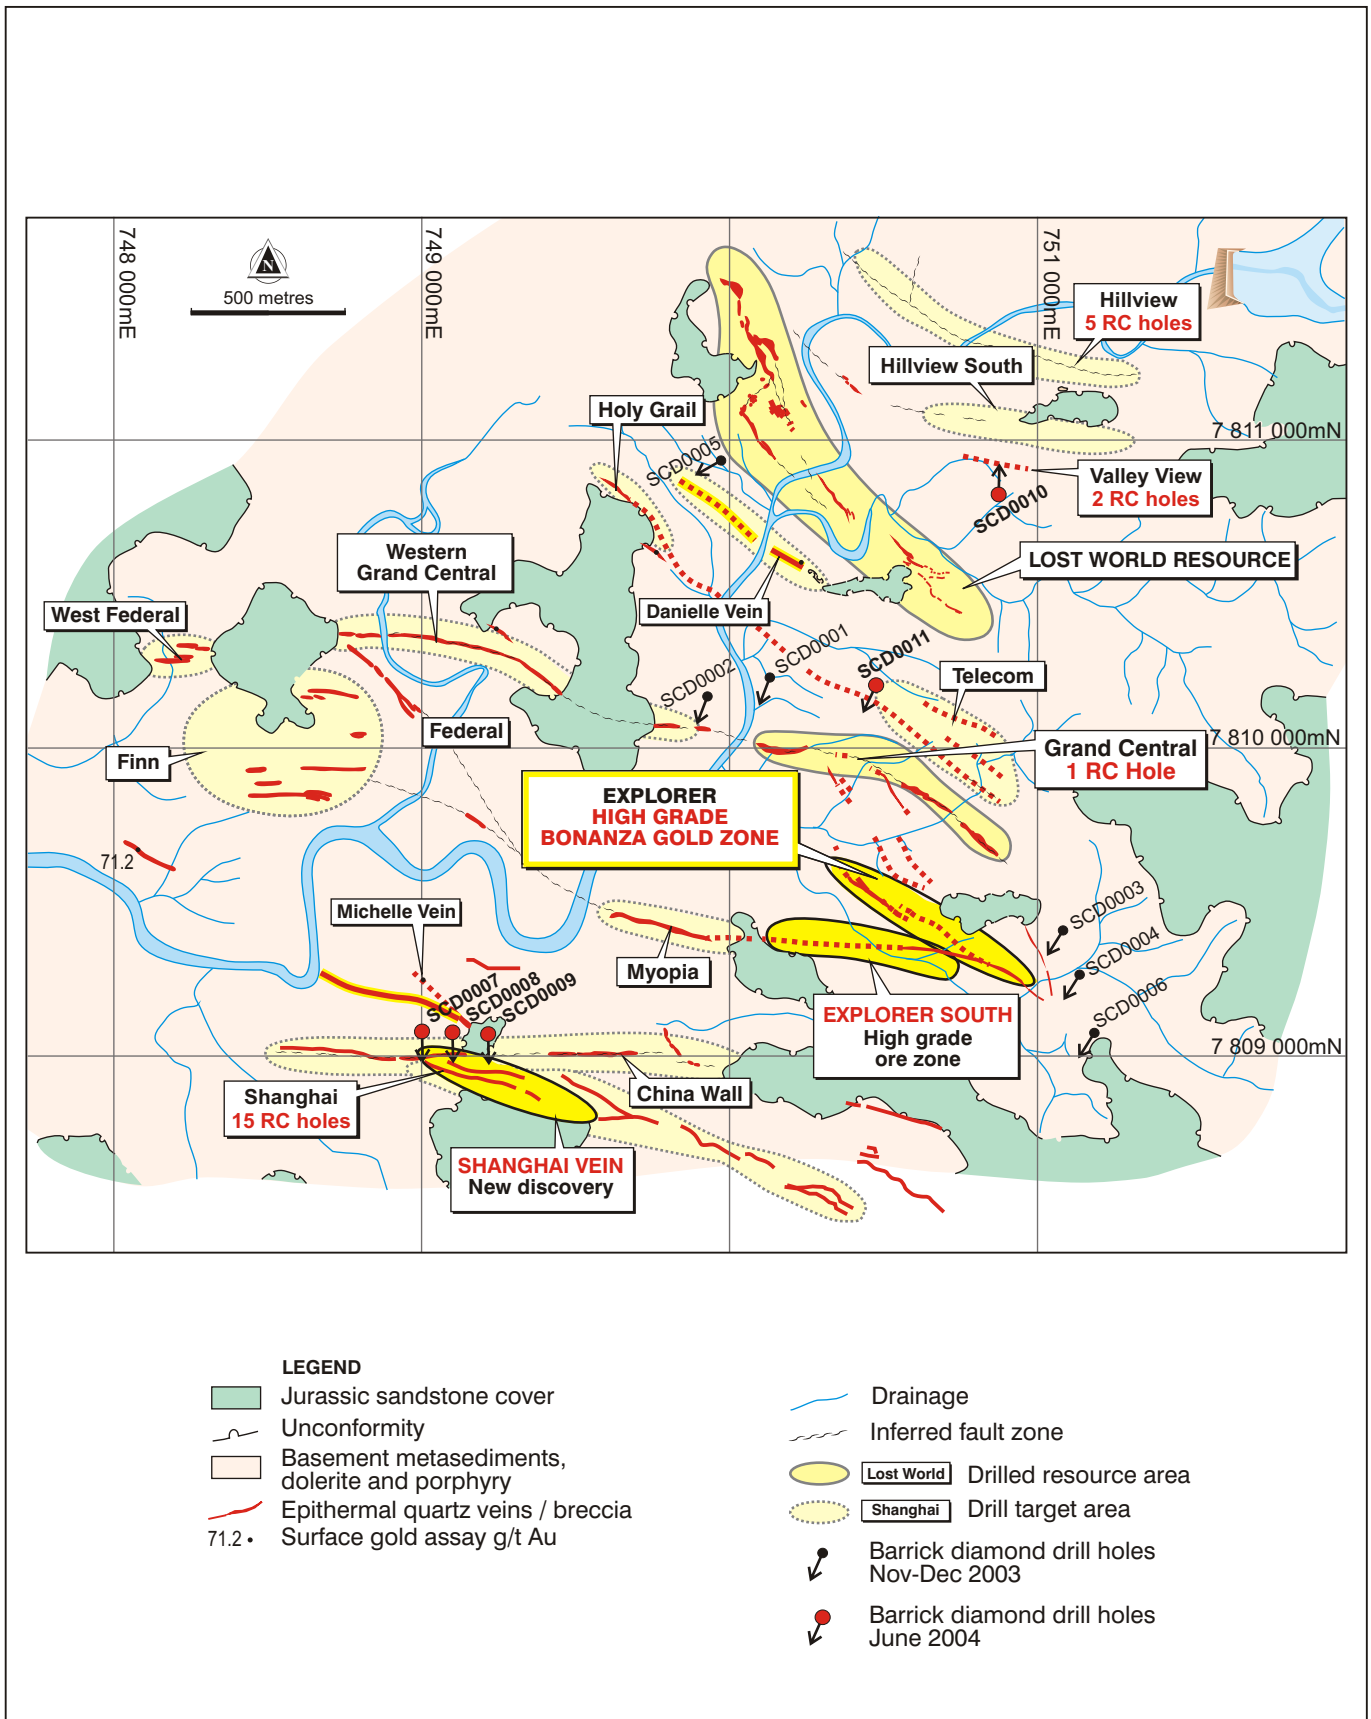 748 000mE
749 000mE
751 000mE
N
500 metres
Hillview
5 RC holes
Hillview South
Holy Grail
7 811 000mN
SCD0005
Valley View
2 RC holes
SCD0010
Western
Grand Central
LOST WORLD RESOURCE
West Federal
Danielle Vein
SCD0001
SCD0011
SCD0002
Telecom
Federal
Finn
7 810 000mN
Grand Central
1 RC Hole
EXPLORER
HIGH GRADE
BONANZA GOLD ZONE
71.2
Michelle Vein
SCD0003
SCD0004
Myopia
SCD0007
SCD0008
SCD0009
SCD0006
EXPLORER SOUTH
High grade
ore zone
7 809 000mN
Shanghai
15 RC holes
China Wall
SHANGHAI VEIN
New discovery
LEGEND
Jurassic sandstone cover
Unconformity
Basement metasediments,
dolerite and porphyry
Epithermal quartz veins / breccia
71.2 • Surface gold assay g/t Au
Drainage
Inferred fault zone
Lost World Drilled resource area
Shanghai Drill target area
Barrick diamond drill holes
Nov-Dec 2003
Barrick diamond drill holes
June 2004